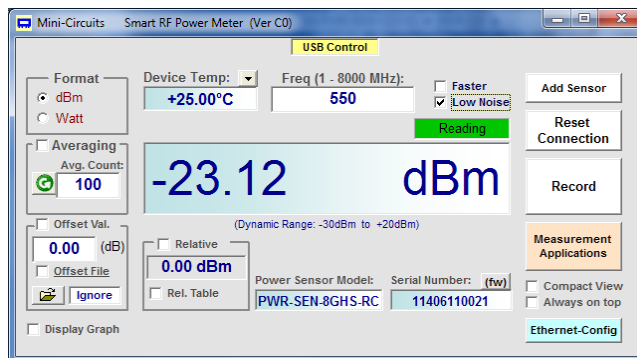 Mini-Circuits Smart RF Power Meter (Ver C0)
USB Control
Format
dBm
Watt
Device Temp:
+25.00°C
Freq (1 - 8000 MHz):
550
Faster
Low Noise
Reading
Add Sensor
Reset
Connection
Record
Averaging
Avg. Count:
100
-23.12 dBm
(Dynamic Range: -30dBm to +20dBm)
Offset Val.
0.00 (dB)
Offset File
Ignore
Relative
0.00 dBm
Rel. Table
Power Sensor Model:
PWR-SEN-8GHS-RC
Serial Number: (fw)
11406110021
Measurement
Applications
Compact View
Always on top
Display Graph
Ethernet-Config